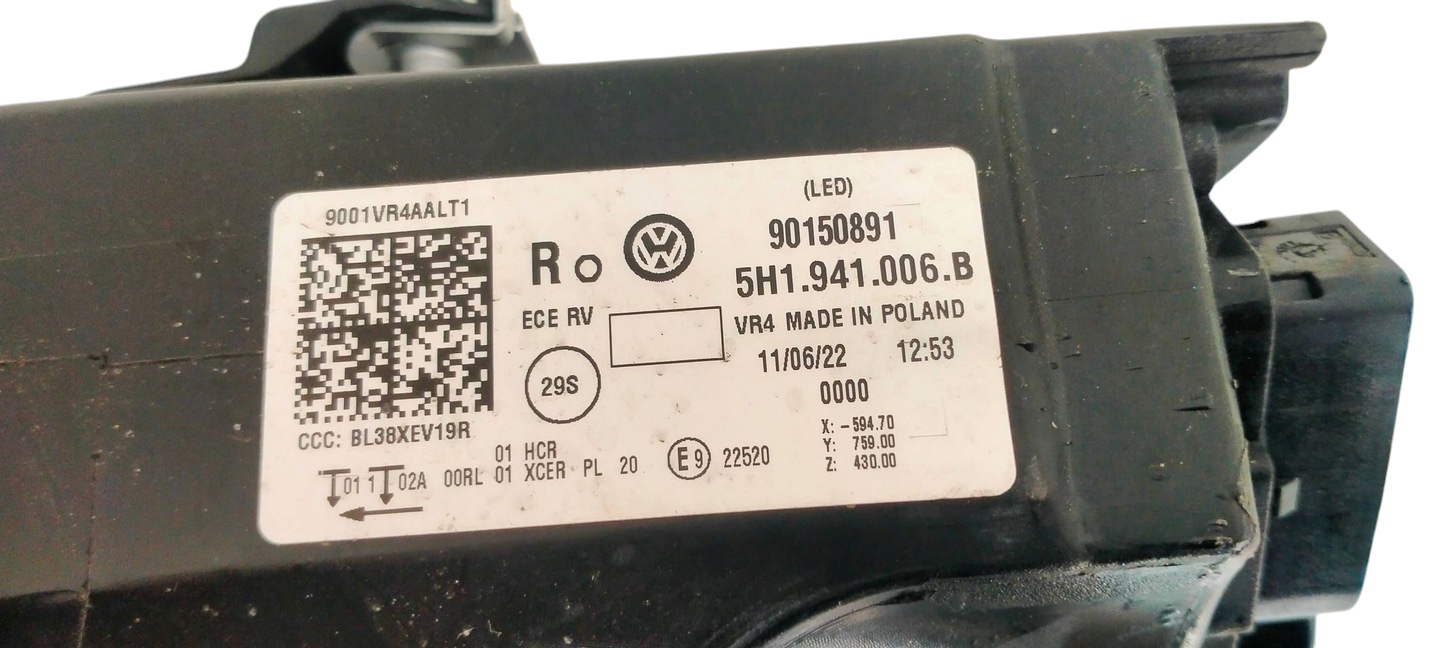 9001VR4AALT1
CCC: BL38XEV19R
R
ECE RV
29S
(LED)
90150891
5H1.941.006.B
VR4 MADE IN POLAND
11/06/22 12:53
0000
X: -594.70
Y: 759.00
Z: 430.00
01 HCR
01 1 02A 00RL 01 XCER PL 20 E9 22520